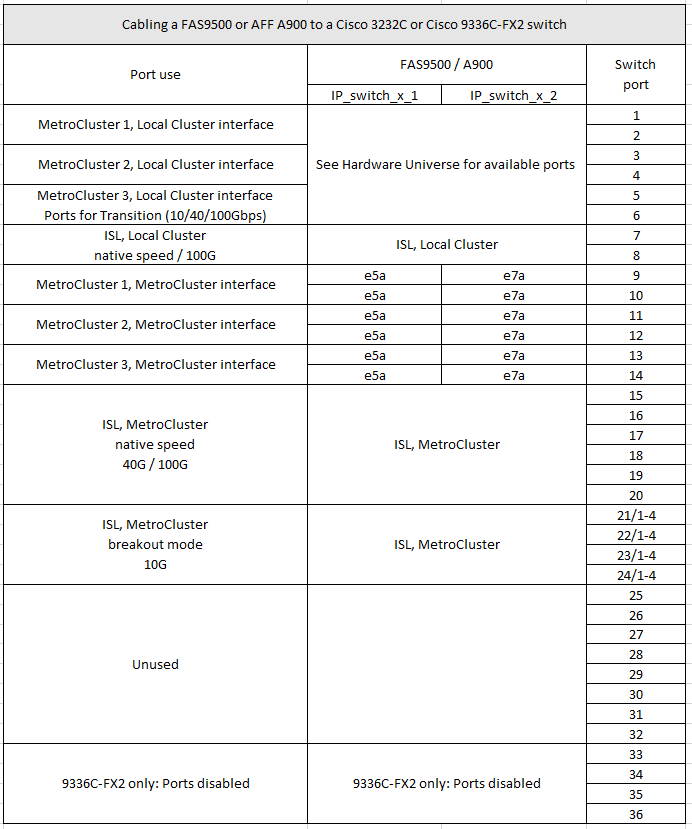 Cabling a FAS9500 or AFF A900 to a Cisco 3232C or Cisco 9336C-FX2 switch
Port use
FAS9500 / A900
Switch
port
IP_switch_x_1
IP_switch_x_2
MetroCluster 1, Local Cluster interface
See Hardware Universe for available ports
1
2
MetroCluster 2, Local Cluster interface
3
4
MetroCluster 3, Local Cluster interface
Ports for Transition (10/40/100Gbps)
5
6
ISL, Local Cluster
native speed / 100G
ISL, Local Cluster
7
8
MetroCluster 1, MetroCluster interface
e5a
e7a
9
e5a
e7a
10
MetroCluster 2, MetroCluster interface
e5a
e7a
11
e5a
e7a
12
MetroCluster 3, MetroCluster interface
e5a
e7a
13
e5a
e7a
14
ISL, MetroCluster
native speed
40G / 100G
ISL, MetroCluster
15
16
17
18
19
20
ISL, MetroCluster
breakout mode
10G
ISL, MetroCluster
21/1-4
22/1-4
23/1-4
24/1-4
Unused
25
26
27
28
29
30
31
32
9336C-FX2 only: Ports disabled
9336C-FX2 only: Ports disabled
33
34
35
36